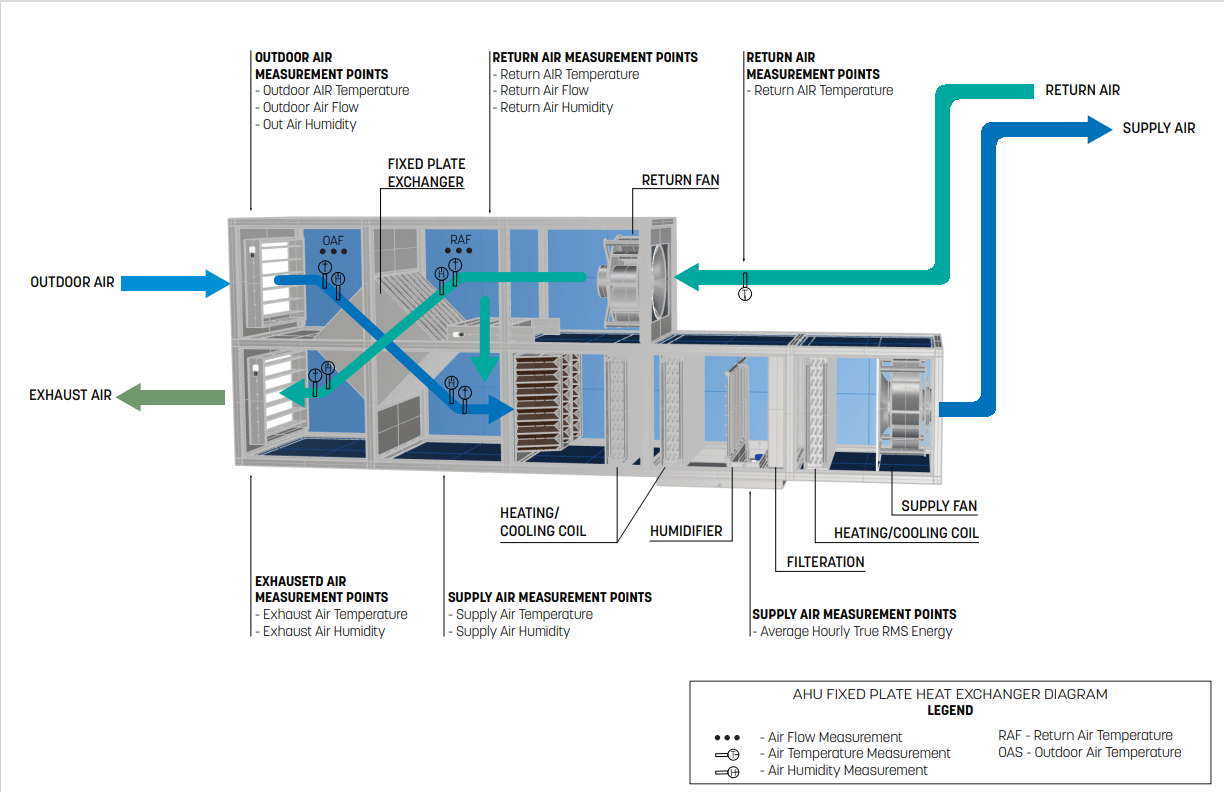 OUTDOOR AIR
MEASUREMENT POINTS
- Outdoor AIR Temperature
- Outdoor Air Flow
- Out Air Humidity
RETURN AIR MEASUREMENT POINTS
- Return AIR Temperature
- Return Air Flow
- Return Air Humidity
RETURN AIR
MEASUREMENT POINTS
- Return AIR Temperature
RETURN AIR
SUPPLY AIR
FIXED PLATE
EXCHANGER
RETURN FAN
OAF
RAF
T
H
H
T
OUTDOOR AIR
T
EXHAUST AIR
T
H
H
T
HEATING/
COOLING COIL
HUMIDIFIER
SUPPLY FAN
HEATING/COOLING COIL
FILTERATION
EXHAUSETD AIR
MEASUREMENT POINTS
- Exhaust Air Temperature
- Exhaust Air Humidity
SUPPLY AIR MEASUREMENT POINTS
- Supply Air Temperature
- Supply Air Humidity
SUPPLY AIR MEASUREMENT POINTS
- Average Hourly True RMS Energy
AHU FIXED PLATE HEAT EXCHANGER DIAGRAM
LEGEND
- Air Flow Measurement
T - Air Temperature Measurement
H - Air Humidity Measurement
RAF - Return Air Temperature
OAS - Outdoor Air Temperature